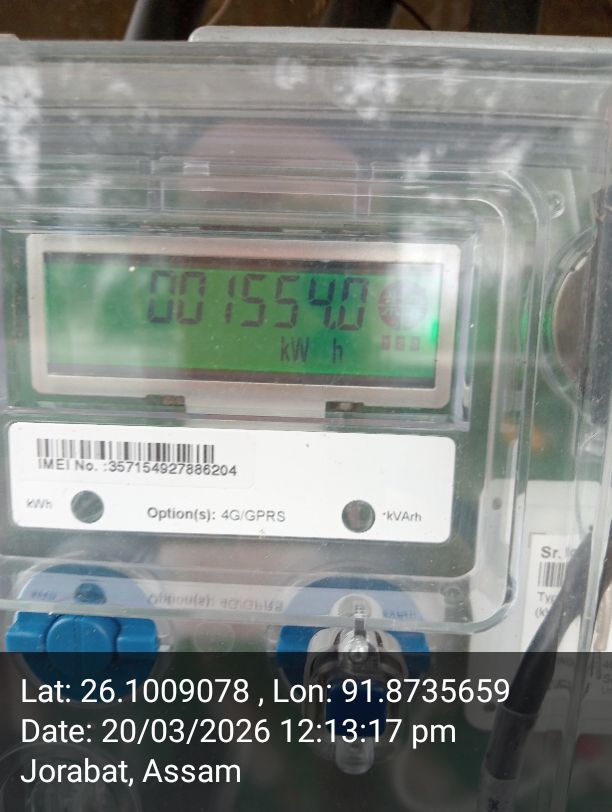 001554.0
kW h
IMEI No. :357154927886204
kWh
Option(s): 4G/GPRS
kVArh
Sr.
Lat: 26.1009078 , Lon: 91.8735659
Date: 20/03/2026 12:13:17 pm
Jorabat, Assam